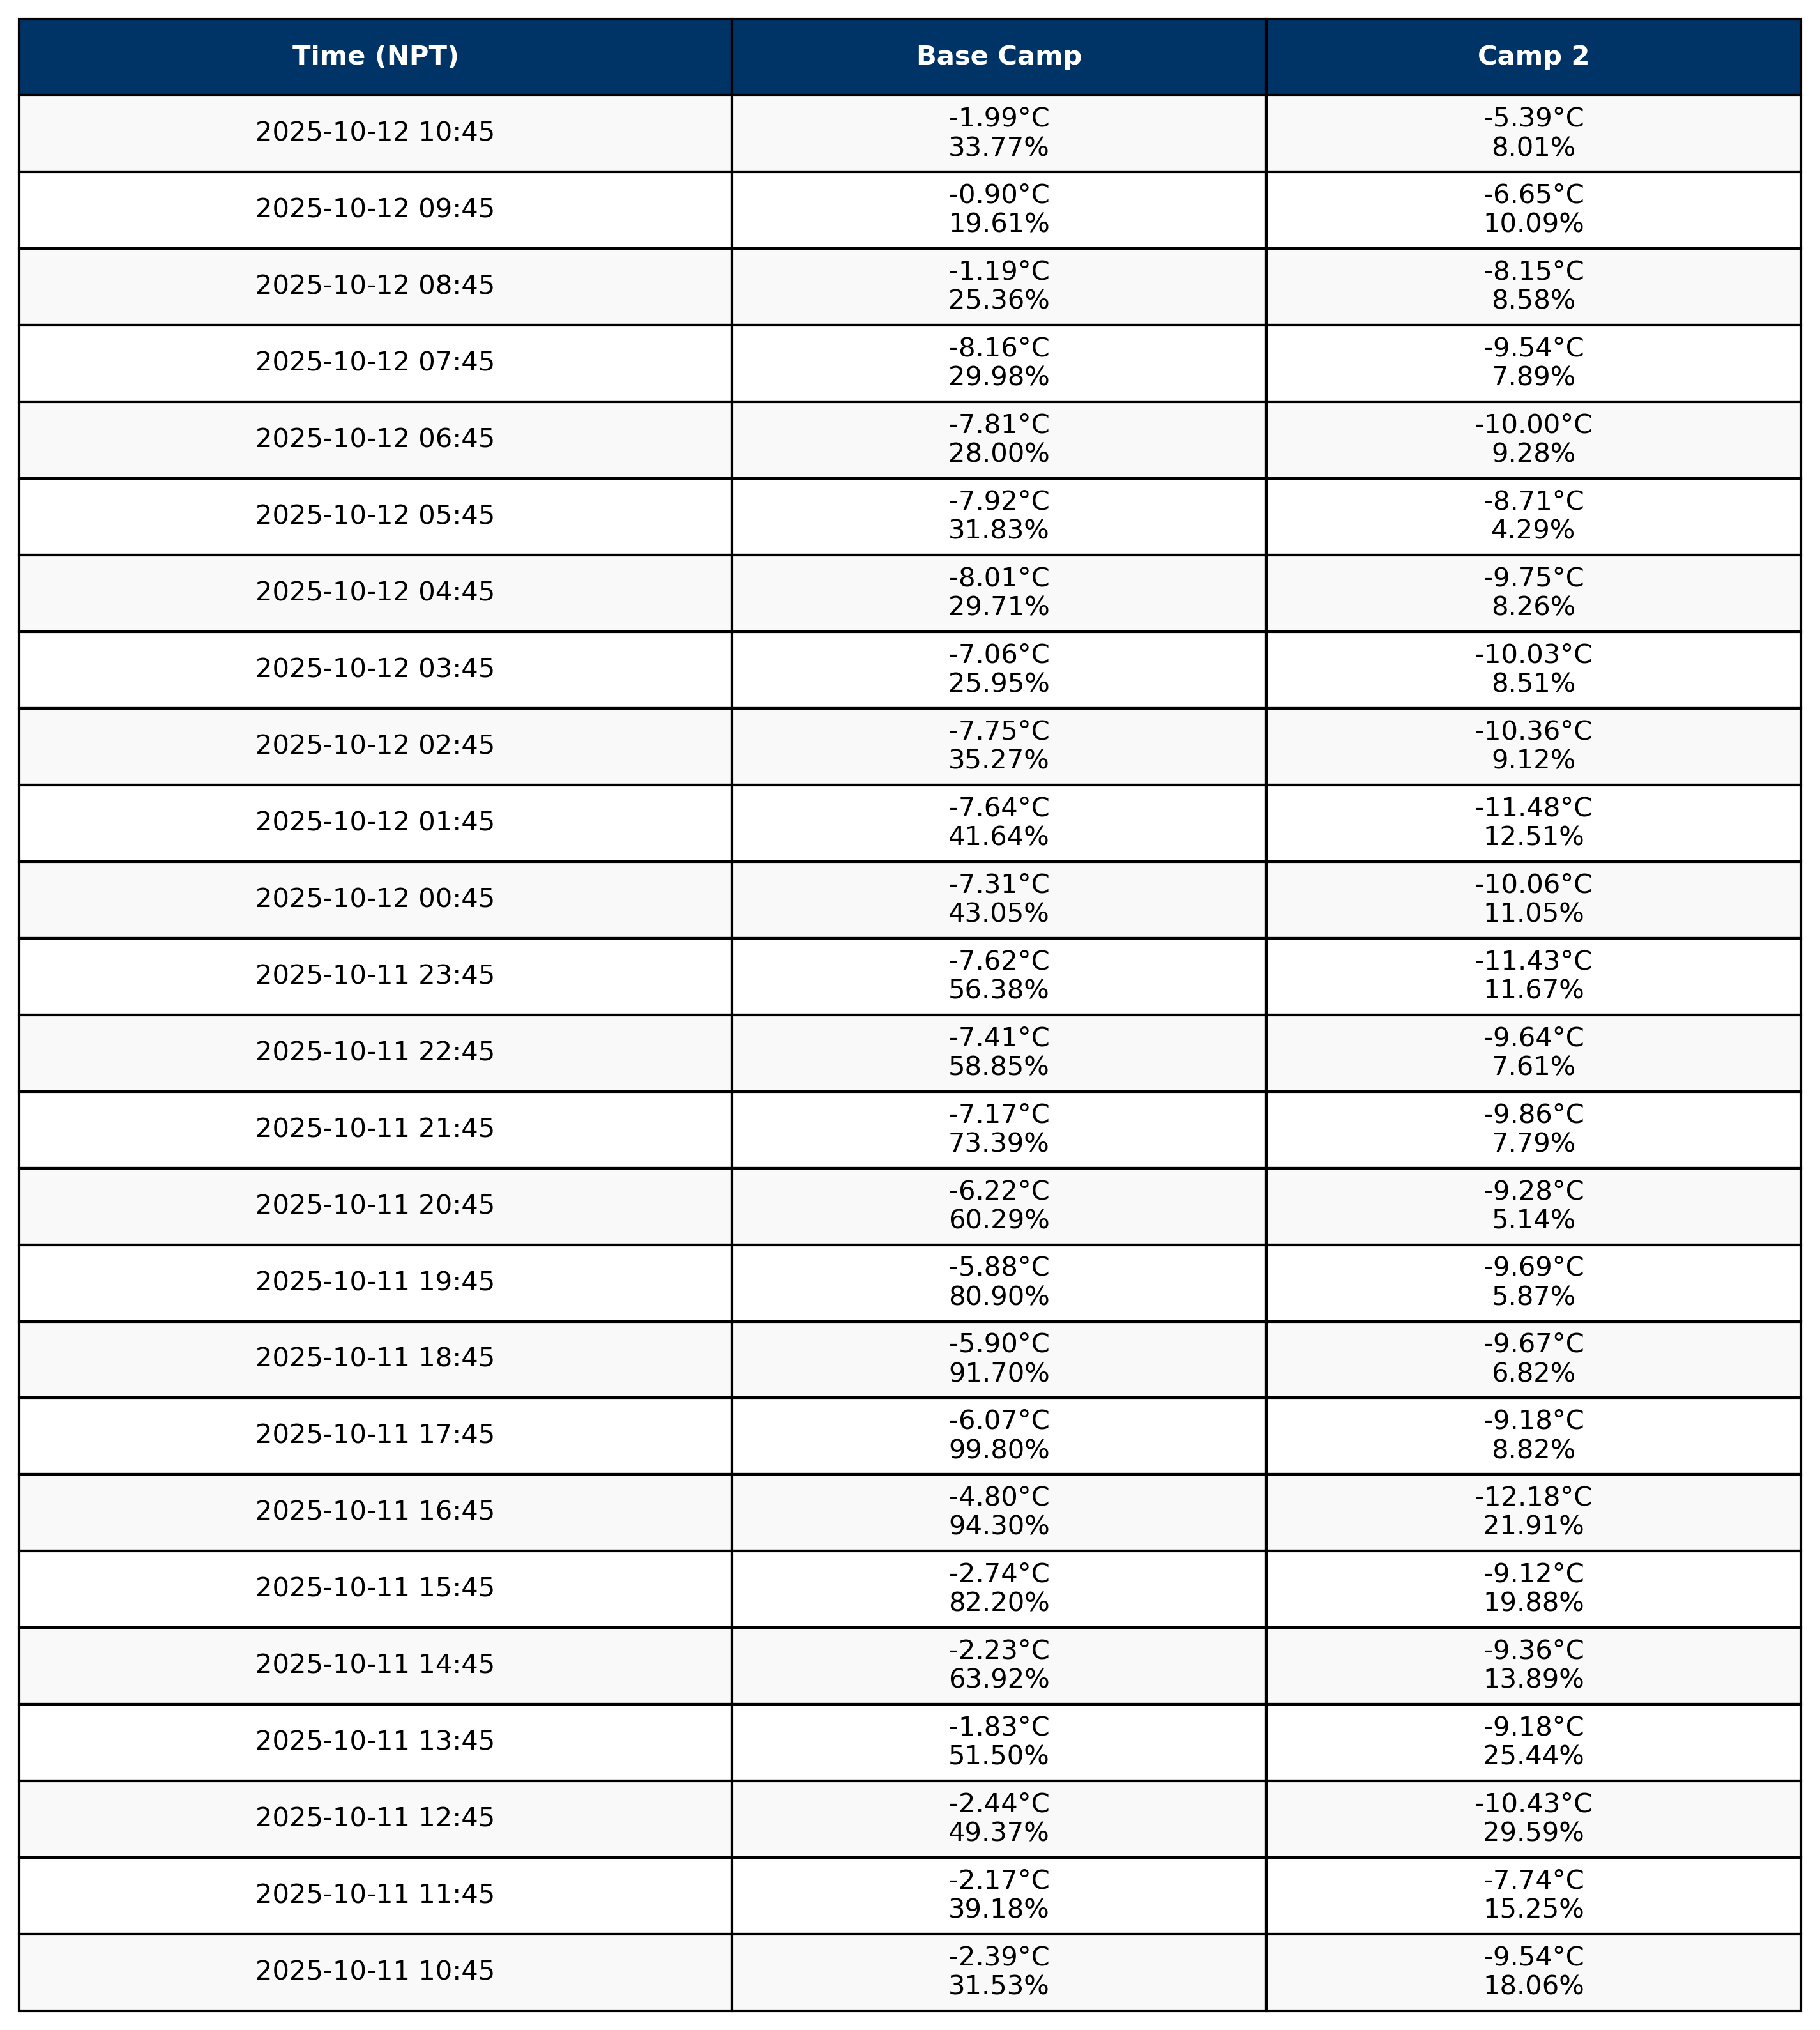 Time (NPT) Base Camp Camp 2
2025-10-12 10:45 -1.99°C -5.39°C
33.77% 8.01%
2025-10-12 09:45 -0.90°C -6.65°C
19.61% 10.09%
2025-10-12 08:45 -1.19°C -8.15°C
25.36% 8.58%
2025-10-12 07:45 -8.16°C -9.54°C
29.98% 7.89%
2025-10-12 06:45 -7.81°C -10.00°C
28.00% 9.28%
2025-10-12 05:45 -7.92°C -8.71°C
31.83% 4.29%
2025-10-12 04:45 -8.01°C -9.75°C
29.71% 8.26%
2025-10-12 03:45 -7.06°C -10.03°C
25.95% 8.51%
2025-10-12 02:45 -7.75°C -10.36°C
35.27% 9.12%
2025-10-12 01:45 -7.64°C -11.48°C
41.64% 12.51%
2025-10-12 00:45 -7.31°C -10.06°C
43.05% 11.05%
2025-10-11 23:45 -7.62°C -11.43°C
56.38% 11.67%
2025-10-11 22:45 -7.41°C -9.64°C
58.85% 7.61%
2025-10-11 21:45 -7.17°C -9.86°C
73.39% 7.79%
2025-10-11 20:45 -6.22°C -9.28°C
60.29% 5.14%
2025-10-11 19:45 -5.88°C -9.69°C
80.90% 5.87%
2025-10-11 18:45 -5.90°C -9.67°C
91.70% 6.82%
2025-10-11 17:45 -6.07°C -9.18°C
99.80% 8.82%
2025-10-11 16:45 -4.80°C -12.18°C
94.30% 21.91%
2025-10-11 15:45 -2.74°C -9.12°C
82.20% 19.88%
2025-10-11 14:45 -2.23°C -9.36°C
63.92% 13.89%
2025-10-11 13:45 -1.83°C -9.18°C
51.50% 25.44%
2025-10-11 12:45 -2.44°C -10.43°C
49.37% 29.59%
2025-10-11 11:45 -2.17°C -7.74°C
39.18% 15.25%
2025-10-11 10:45 -2.39°C -9.54°C
31.53% 18.06%